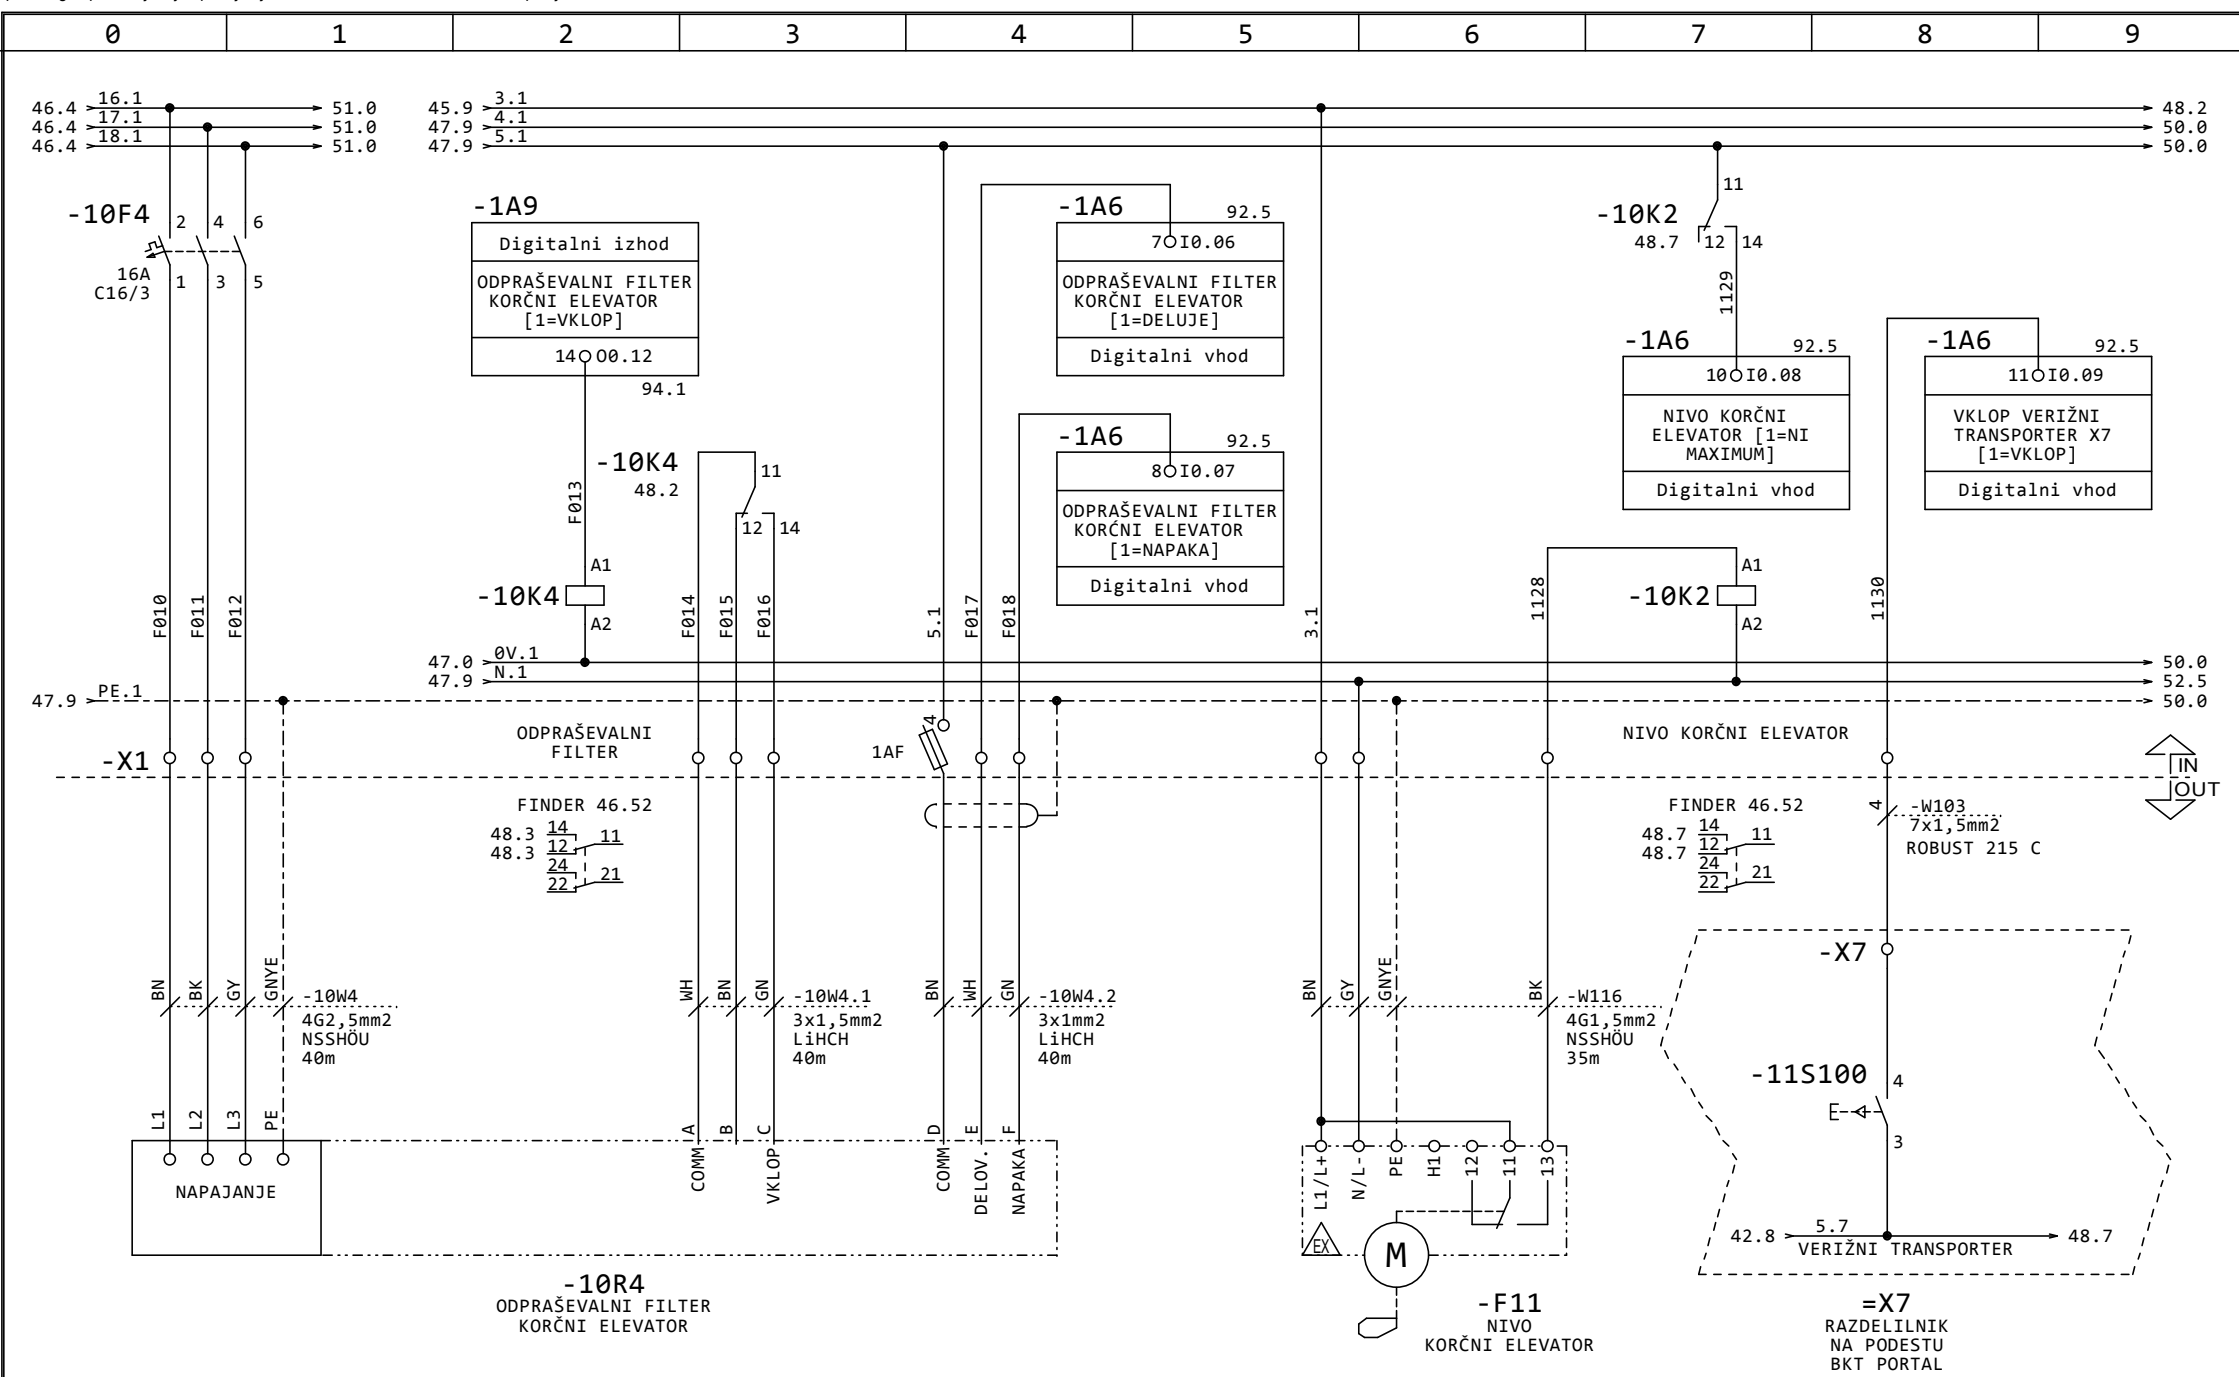 0 1 2 3 4 5 6 7 8 9
46.4 16.1 51.0
46.4 17.1 51.0
46.4 18.1 51.0
45.9 3.1 48.2
47.9 4.1 50.0
47.9 5.1 50.0
-10F4
2 4 6
1 3 5
16A
C16/3
-1A9
Digitalni izhod
ODPRAŠEVALNI FILTER
KORČNI ELEVATOR
[1=VKLOP]
14 O0.12
94.1
F013
A1
-10K4
A2
-10K4
48.2
11
12 14
-1A6 92.5
7 I0.06
ODPRAŠEVALNI FILTER
KORČNI ELEVATOR
[1=DELUJE]
Digitalni vhod
-1A6 92.5
8 I0.07
ODPRAŠEVALNI FILTER
KORĆNI ELEVATOR
[1=NAPAKA]
Digitalni vhod
-10K2
48.7
11
12 14
1129
-1A6 92.5
10 I0.08
NIVO KORČNI
ELEVATOR [1=NI
MAXIMUM]
Digitalni vhod
-1A6 92.5
11 I0.09
VKLOP VERIŽNI
TRANSPORTER X7
[1=VKLOP]
Digitalni vhod
A1
-10K2
A2
F010 F011 F012 F014 F015 F016 5.1 F017 F018 3.1 1128 1130
47.0 0V.1 50.0
47.9 N.1 52.5
47.9 PE.1 50.0
ODPRAŠEVALNI
FILTER
NIVO KORČNI ELEVATOR
-X1
1AF
4
IN
OUT
FINDER 46.52
48.3 14 11
48.3 12
24
22 21
FINDER 46.52
48.7 14 11
48.7 12
24
22 21
4
-W103
7x1,5mm2
ROBUST 215 C
-X7
BN BK GY GNYE
-10W4
4G2,5mm2
NSSHÖU
40m
WH BN GN
-10W4.1
3x1,5mm2
LiHCH
40m
BN WH GN
-10W4.2
3x1mm2
LiHCH
40m
BN GY GNYE BK
-W116
4G1,5mm2
NSSHÖU
35m
-11S100
4
E
3
L1 L2 L3 PE
NAPAJANJE
A B C
COMM VKLOP
D E F
COMM DELOV. NAPAKA
L1/L+ N/L- PE H1 12 11 13
EX
M
42.8 5.7 48.7
VERIŽNI TRANSPORTER
-10R4
ODPRAŠEVALNI FILTER
KORČNI ELEVATOR
-F11
NIVO
KORČNI ELEVATOR
=X7
RAZDELILNIK
NA PODESTU
BKT PORTAL